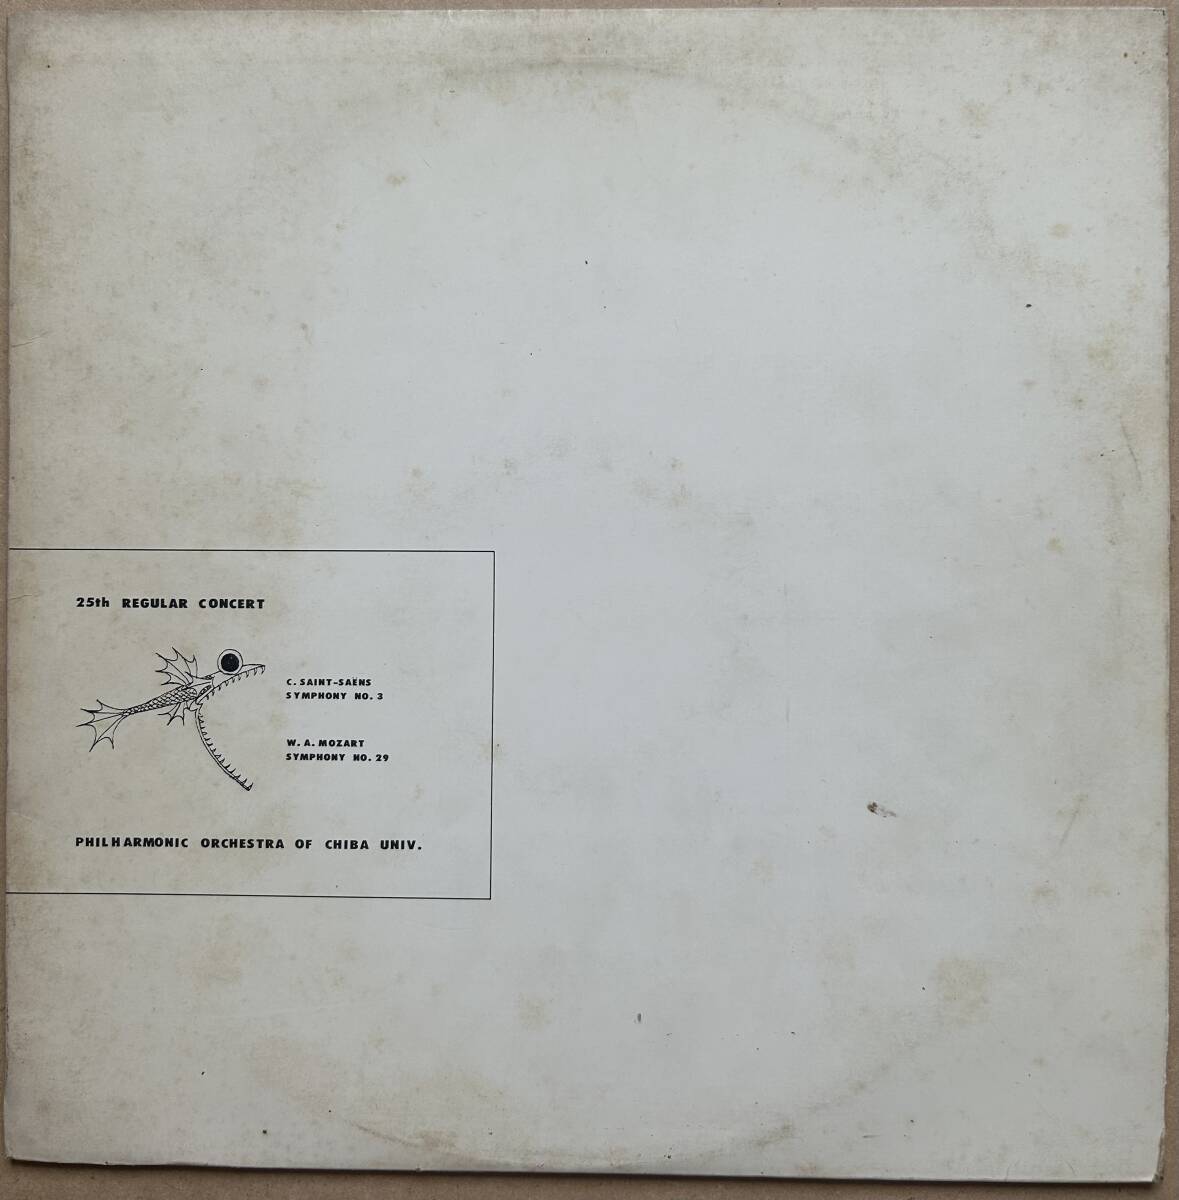 25th REGULAR CONCERT
C. SAINT-SAËNS
SYMPHONY NO. 3
W. A. MOZART
SYMPHONY NO. 29
PHILHARMONIC ORCHESTRA OF CHIBA UNIV.